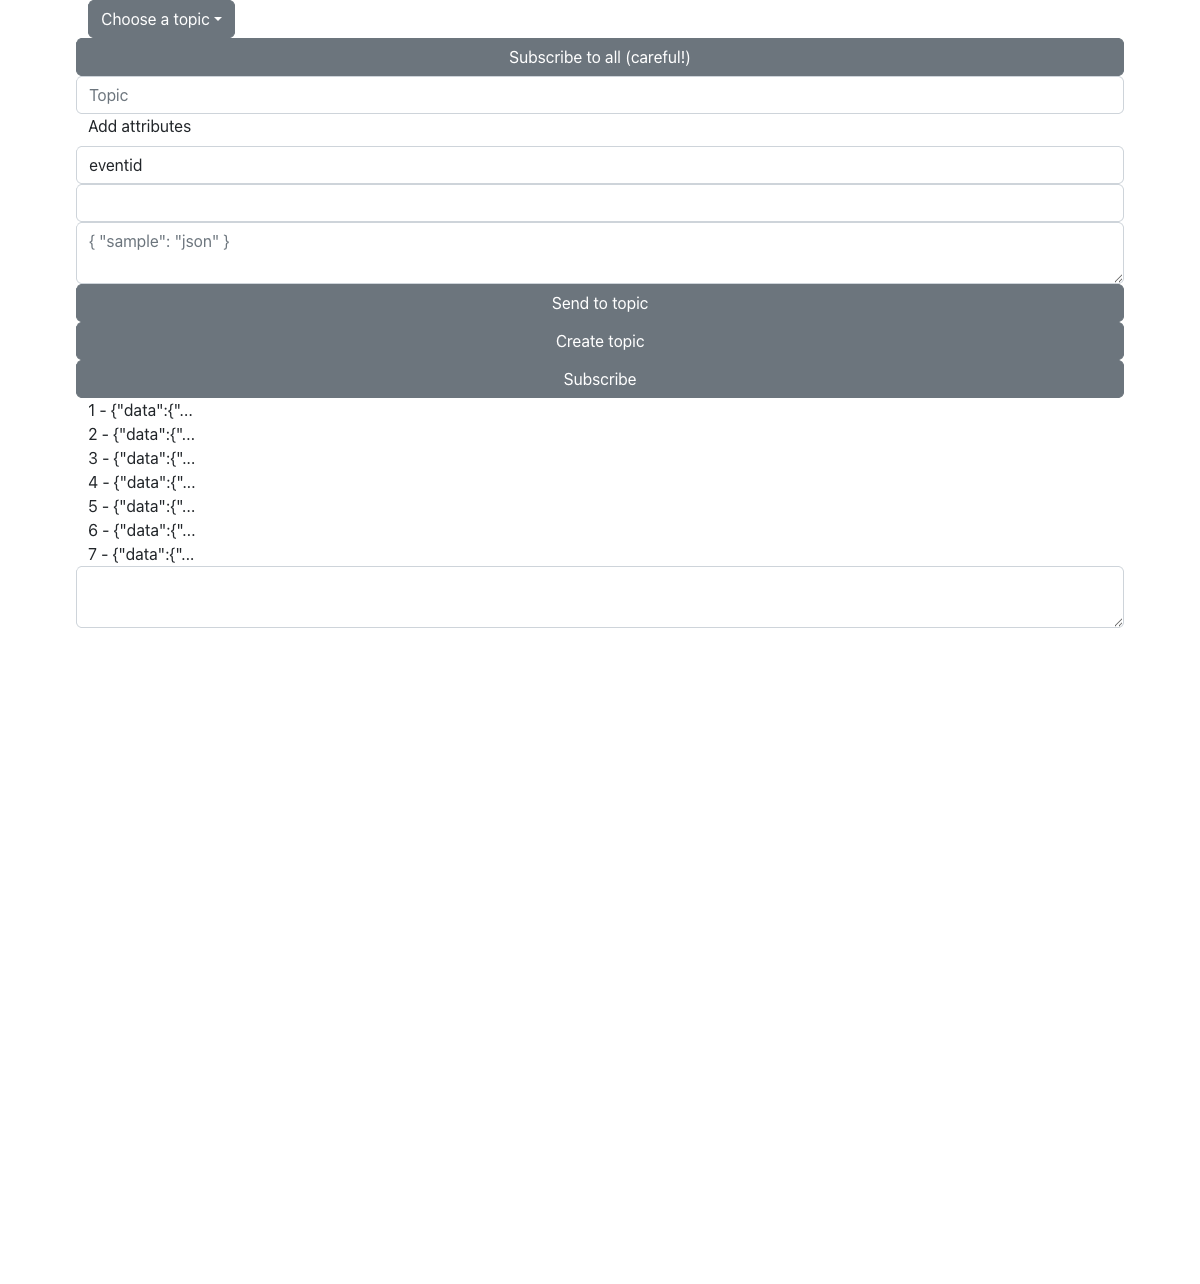 Choose a topic
Subscribe to all (careful!)
Topic
Add attributes
eventid
{ "sample": "json" }
Send to topic
Create topic
Subscribe
1 - {"data":{"...
2 - {"data":{"...
3 - {"data":{"...
4 - {"data":{"...
5 - {"data":{"...
6 - {"data":{"...
7 - {"data":{"...